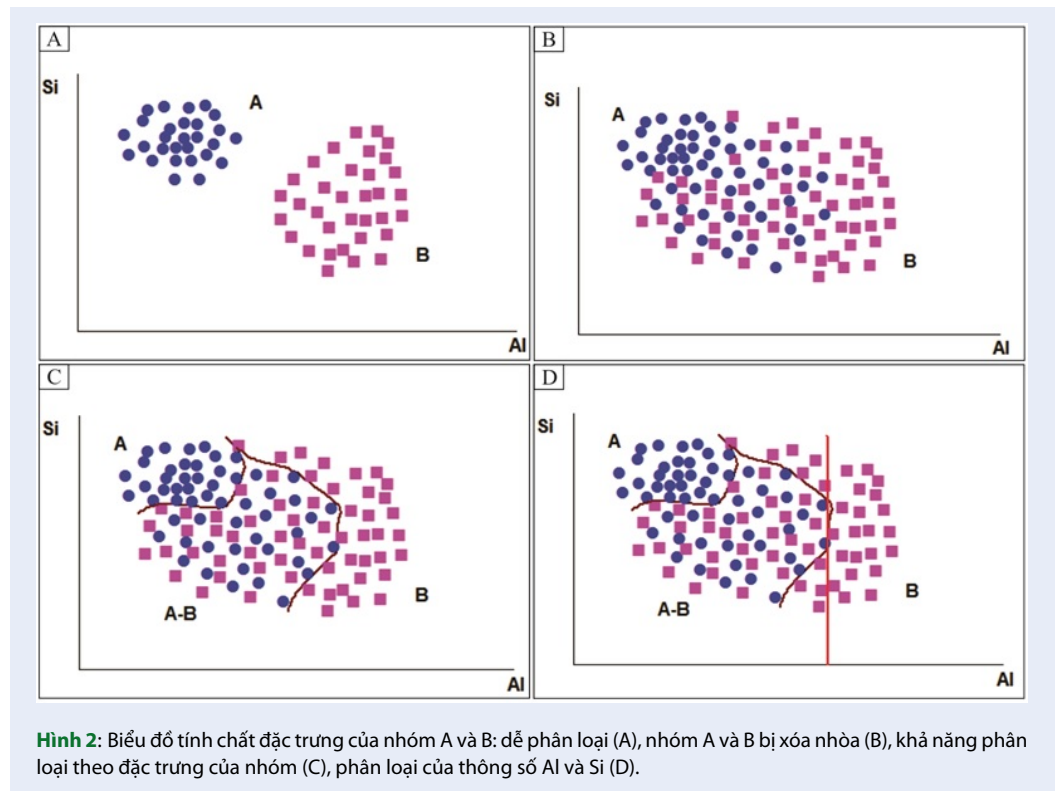 A
Si
A
B
Al
B
Si
A
B
Al
C
Si
A
A-B
B
Al
D
Si
A
A-B
B
Al
Hình 2: Biểu đồ tính chất đặc trưng của nhóm A và B: dễ phân loại (A), nhóm A và B bị xóa nhòa (B), khả năng phân
loại theo đặc trưng của nhóm (C), phân loại của thông số Al và Si (D).